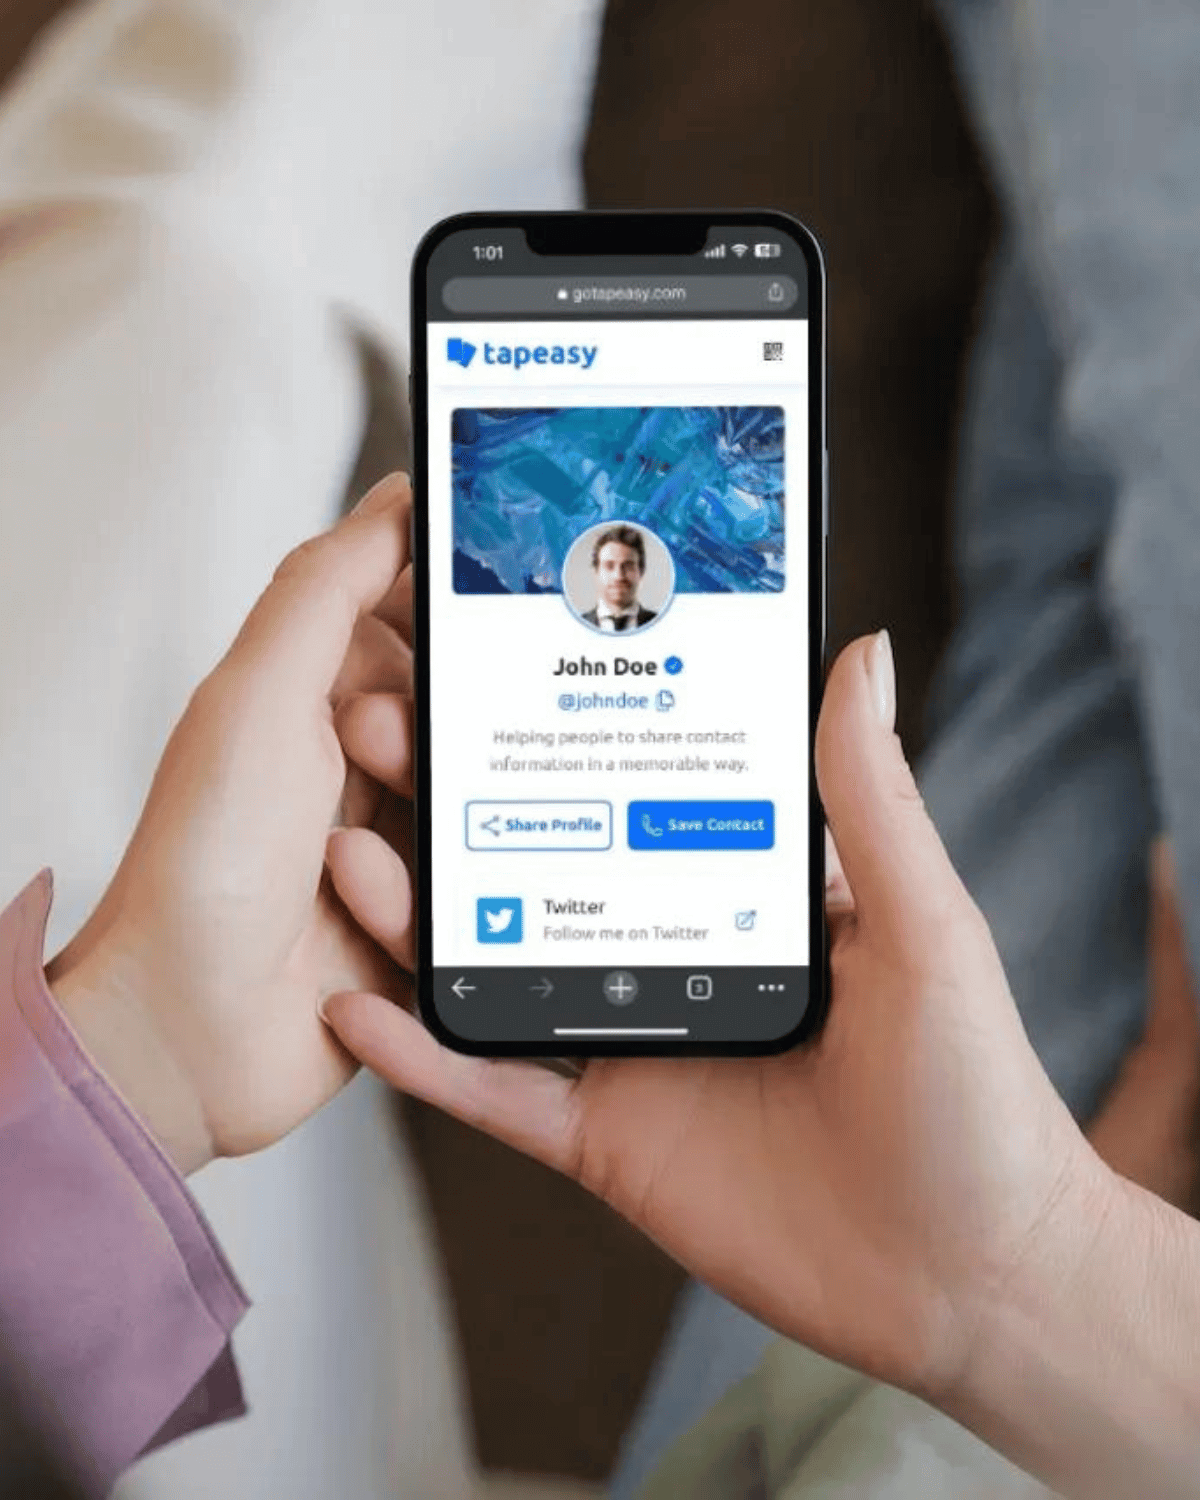 1:01
gotapeasy.com
tapeasy
John Doe
@johndoe
Helping people to share contact
information in a memorable way.
Share Profile
Save Contact
Twitter
Follow me on Twitter
3